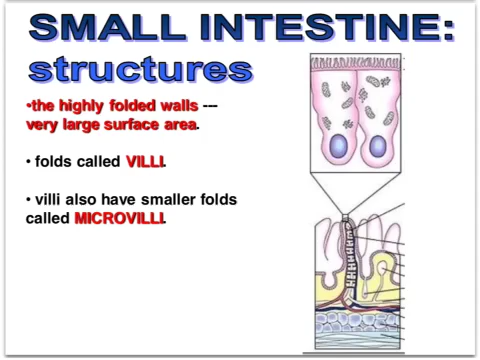 SMALL INTESTINE:
structures
•the highly folded walls ---
very large surface area.
• folds called VILLI.
• villi also have smaller folds
called MICROVILLI.